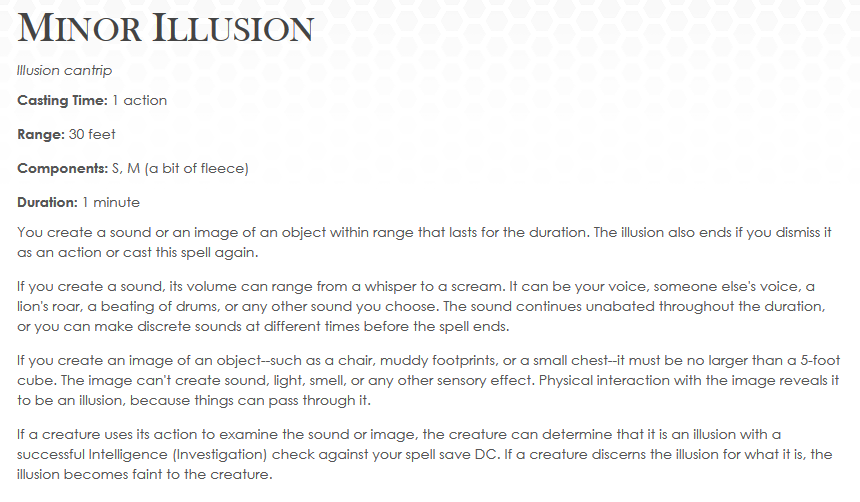 MINOR ILLUSION
Illusion cantrip
Casting Time: 1 action
Range: 30 feet
Components: S, M (a bit of fleece)
Duration: 1 minute
You create a sound or an image of an object within range that lasts for the duration. The illusion also ends if you dismiss it
as an action or cast this spell again.
If you create a sound, its volume can range from a whisper to a scream. It can be your voice, someone else's voice, a
lion's roar, a beating of drums, or any other sound you choose. The sound continues unabated throughout the duration,
or you can make discrete sounds at different times before the spell ends.
If you create an image of an object--such as a chair, muddy footprints, or a small chest--it must be no larger than a 5-foot
cube. The image can't create sound, light, smell, or any other sensory effect. Physical interaction with the image reveals it
to be an illusion, because things can pass through it.
If a creature uses its action to examine the sound or image, the creature can determine that it is an illusion with a
successful Intelligence (Investigation) check against your spell save DC. If a creature discerns the illusion for what it is, the
illusion becomes faint to the creature.